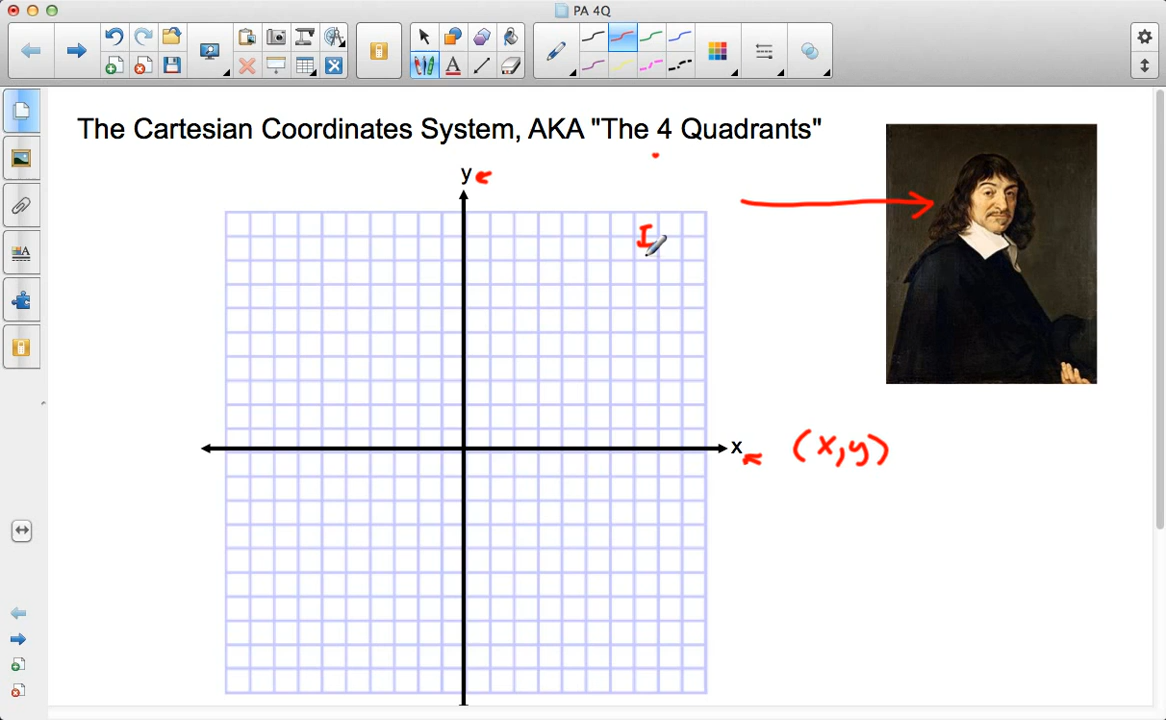 PA 4Q
The Cartesian Coordinates System, AKA "The 4 Quadrants"
y
I
x (x,y)